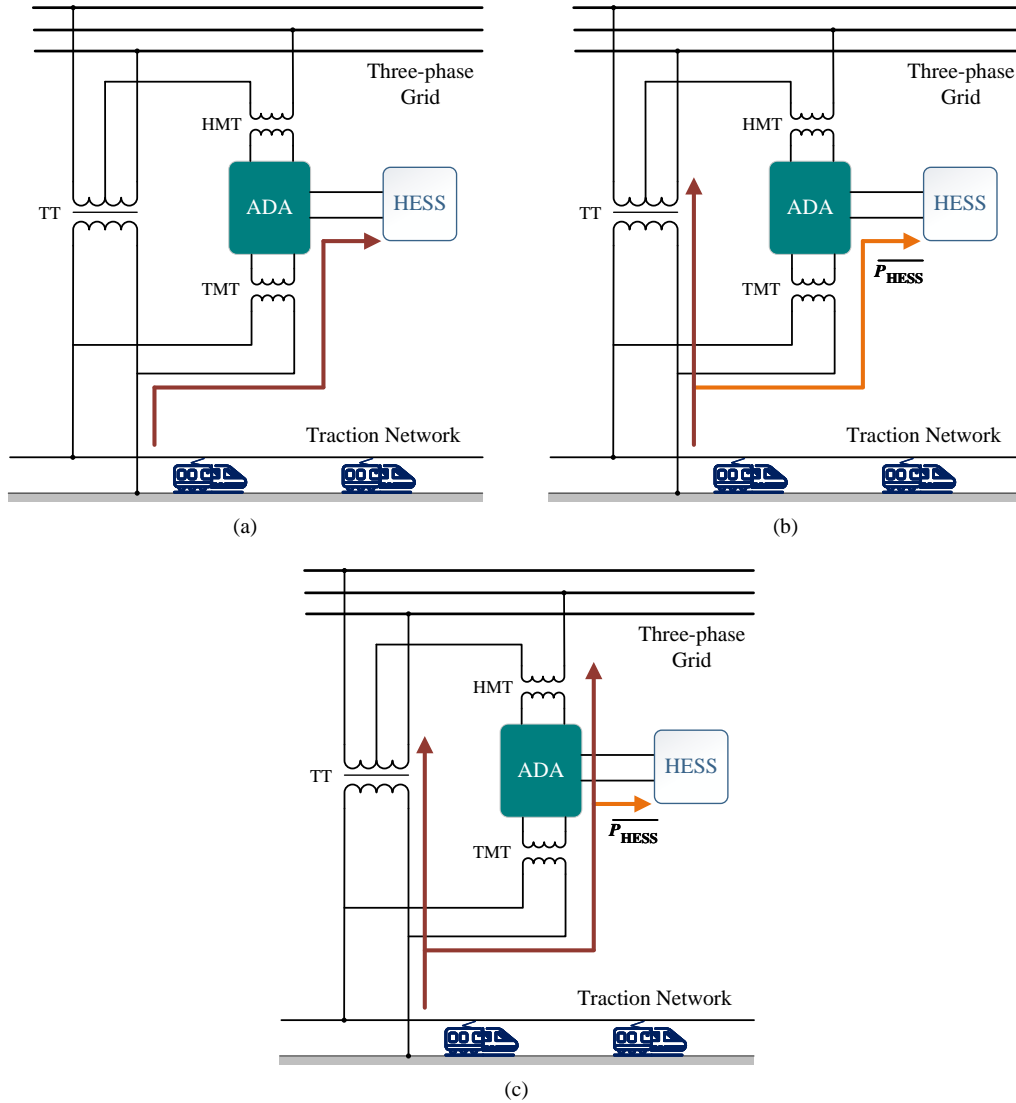 Three-phase
Grid
HMT
ADA
HESS
TT
TMT
Traction Network
(a)
Three-phase
Grid
HMT
ADA
HESS
TT
P_HESS
TMT
Traction Network
(b)
Three-phase
Grid
HMT
ADA
HESS
TT
P_HESS
TMT
Traction Network
(c)